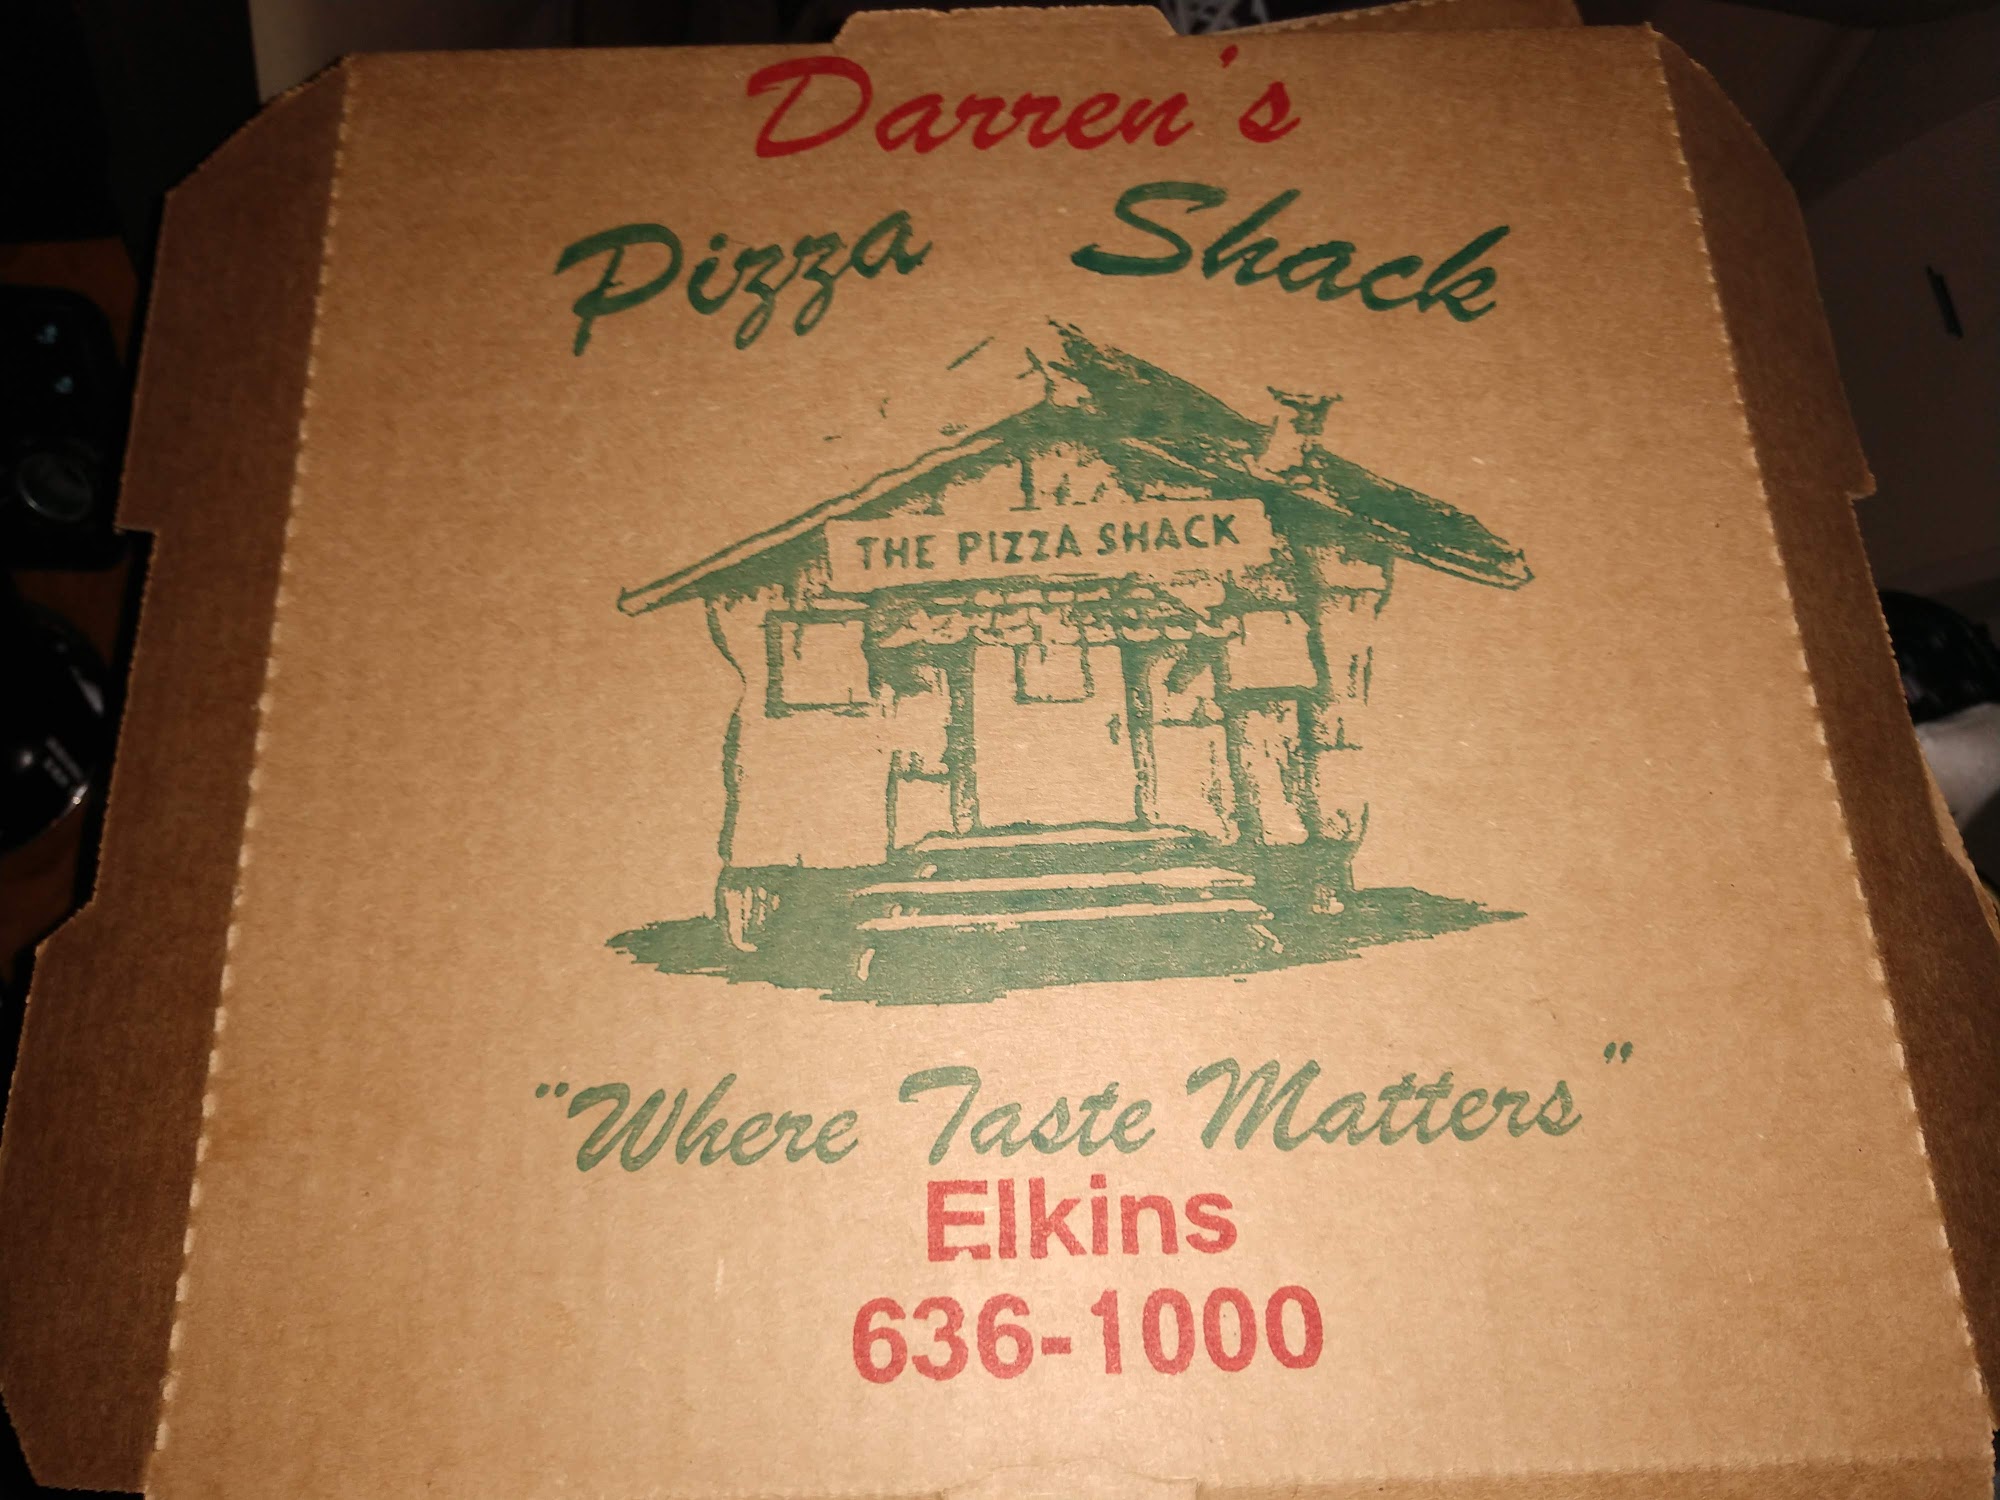 Darren's
Pizza Shack
THE PIZZA SHACK
"Where Taste Matters"
Elkins
636-1000